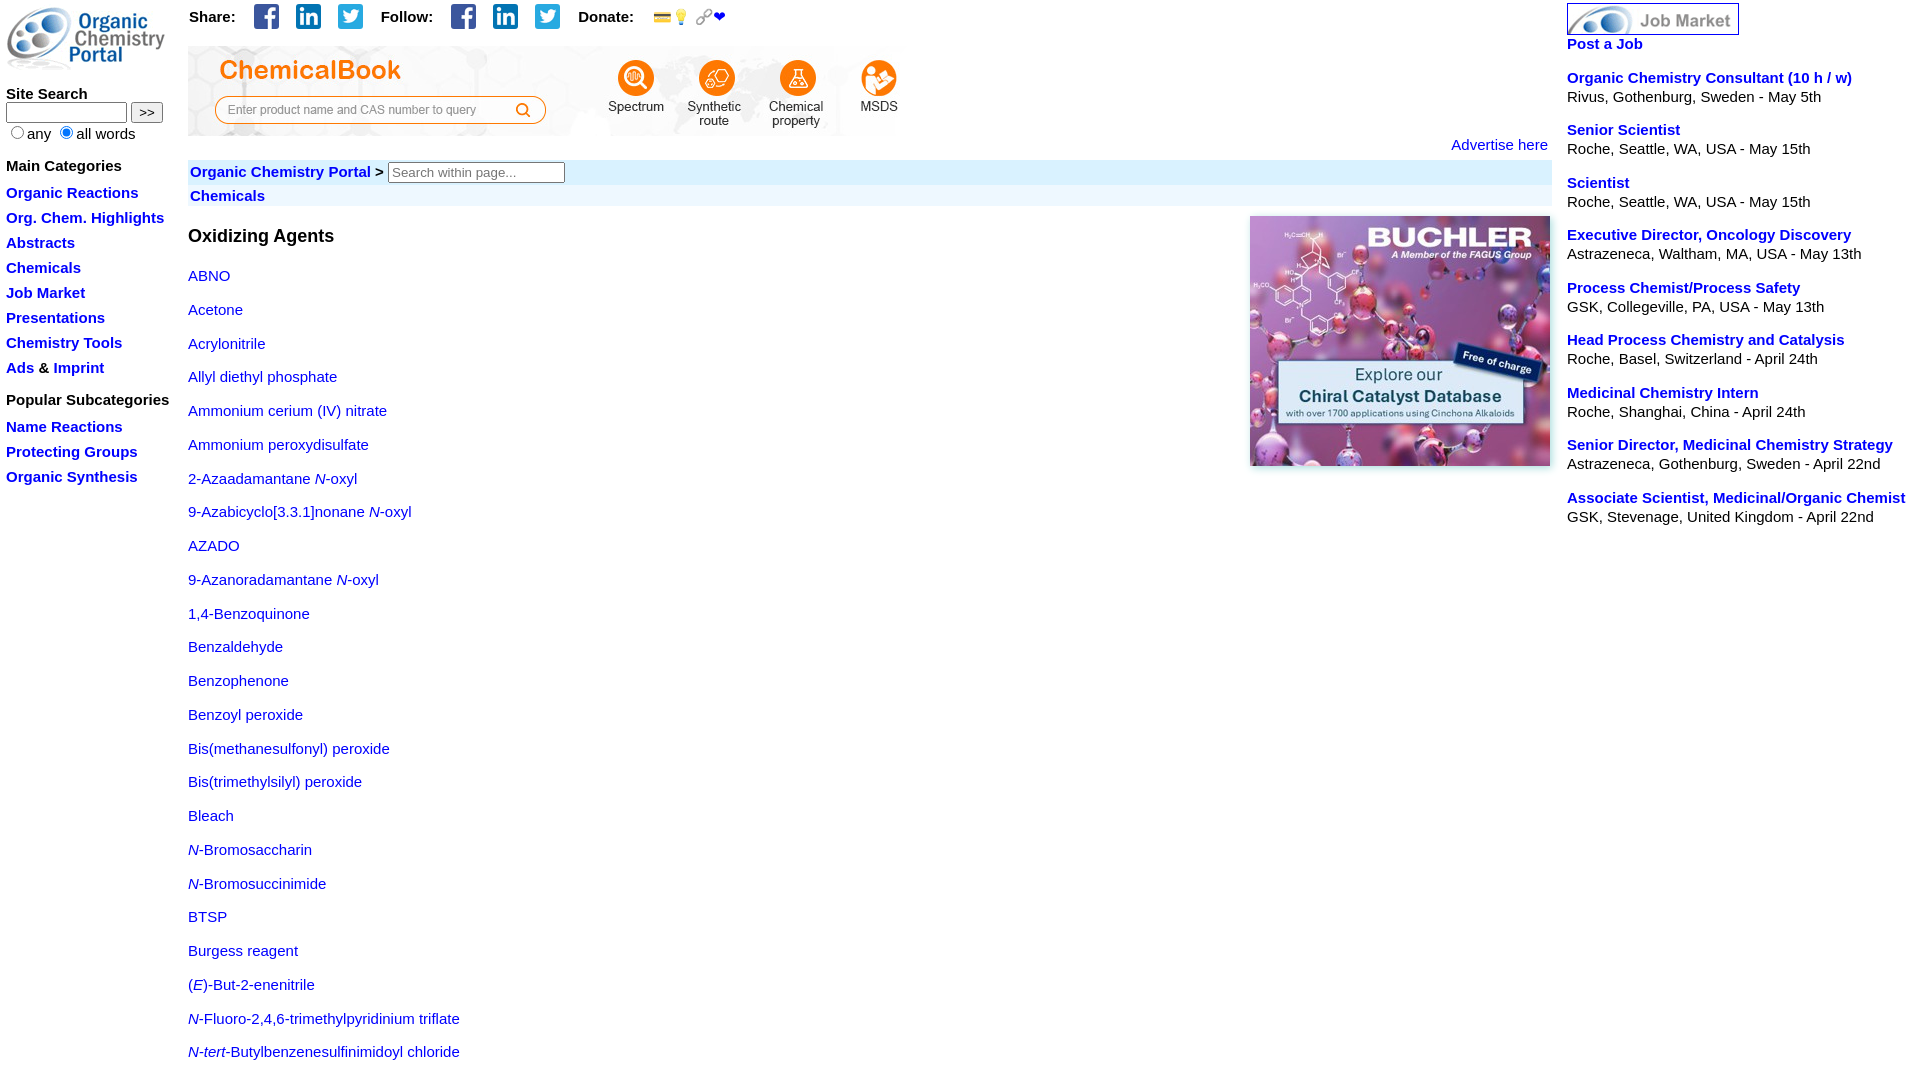 Organic
Chemistry
Portal
Site Search
>>
any all words
Main Categories
Organic Reactions
Org. Chem. Highlights
Abstracts
Chemicals
Job Market
Presentations
Chemistry Tools
Ads & Imprint
Popular Subcategories
Name Reactions
Protecting Groups
Organic Synthesis
Share: Follow: Donate:
ChemicalBook
Enter product name and CAS number to query
Spectrum
Synthetic
route
Chemical
property
MSDS
Advertise here
Organic Chemistry Portal > Search within page...
Chemicals
Oxidizing Agents
ABNO
Acetone
Acrylonitrile
Allyl diethyl phosphate
Ammonium cerium (IV) nitrate
Ammonium peroxydisulfate
2-Azaadamantane N-oxyl
9-Azabicyclo[3.3.1]nonane N-oxyl
AZADO
9-Azanoradamantane N-oxyl
1,4-Benzoquinone
Benzaldehyde
Benzophenone
Benzoyl peroxide
Bis(methanesulfonyl) peroxide
Bis(trimethylsilyl) peroxide
Bleach
N-Bromosaccharin
N-Bromosuccinimide
BTSP
Burgess reagent
(E)-But-2-enenitrile
N-Fluoro-2,4,6-trimethylpyridinium triflate
N-tert-Butylbenzenesulfinimidoyl chloride
BUCHLER
A Member of the FAGUS Group
Free of charge
Explore our
Chiral Catalyst Database
with over 1700 applications using Cinchona Alkaloids
Job Market
Post a Job
Organic Chemistry Consultant (10 h / w)
Rivus, Gothenburg, Sweden - May 5th
Senior Scientist
Roche, Seattle, WA, USA - May 15th
Scientist
Roche, Seattle, WA, USA - May 15th
Executive Director, Oncology Discovery
Astrazeneca, Waltham, MA, USA - May 13th
Process Chemist/Process Safety
GSK, Collegeville, PA, USA - May 13th
Head Process Chemistry and Catalysis
Roche, Basel, Switzerland - April 24th
Medicinal Chemistry Intern
Roche, Shanghai, China - April 24th
Senior Director, Medicinal Chemistry Strategy
Astrazeneca, Gothenburg, Sweden - April 22nd
Associate Scientist, Medicinal/Organic Chemist
GSK, Stevenage, United Kingdom - April 22nd